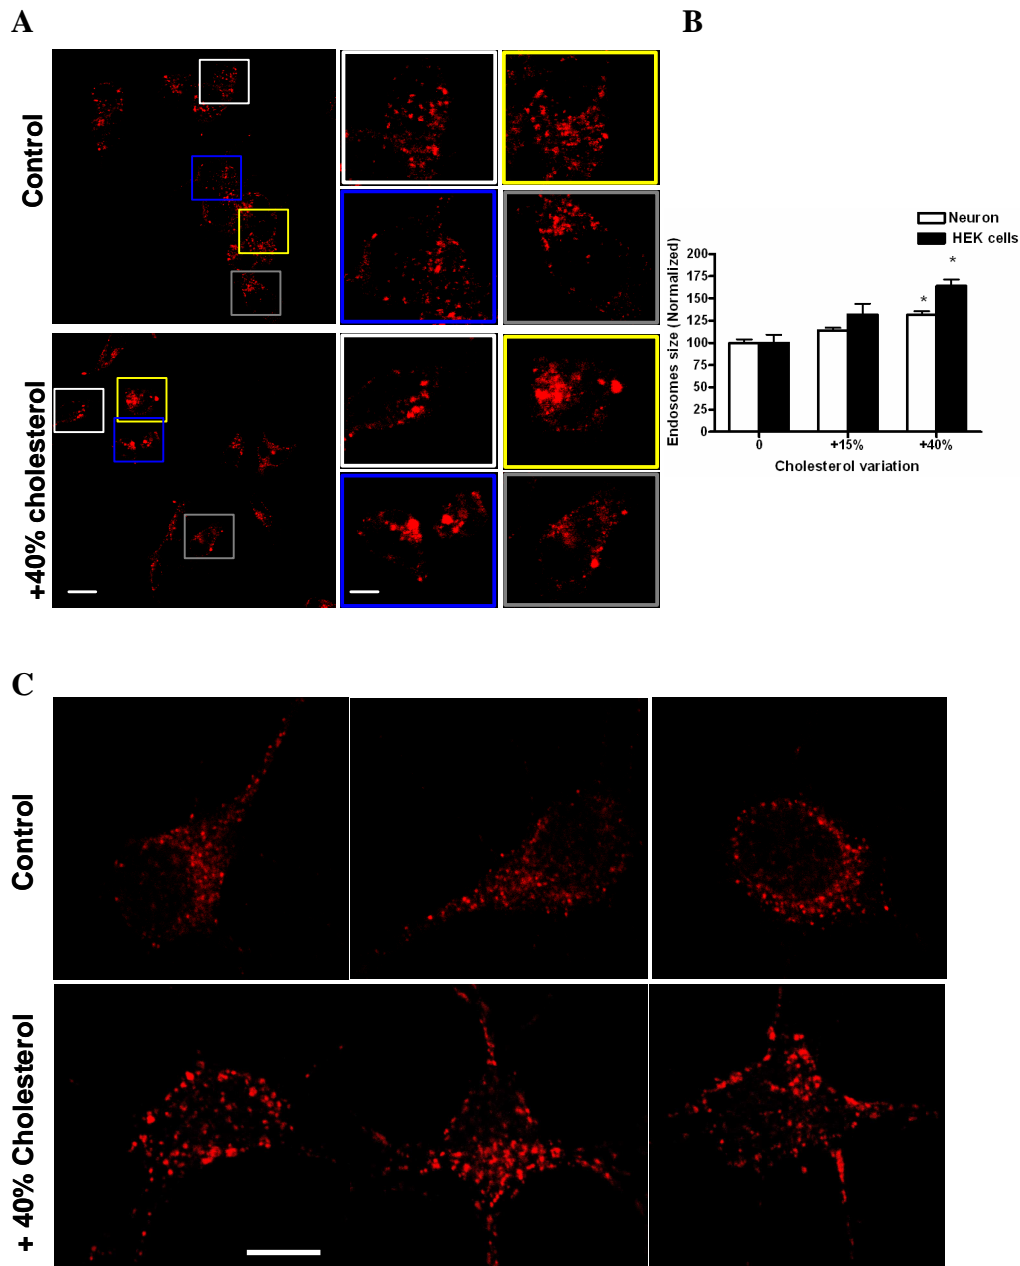 A
B
Control
+40% cholesterol
Neuron
HEK cells
Endosomes size (Normalized)
200
175
150
125
100
75
50
25
0
*
*
0
+15%
+40%
Cholesterol variation
C
Control
+ 40% Cholesterol